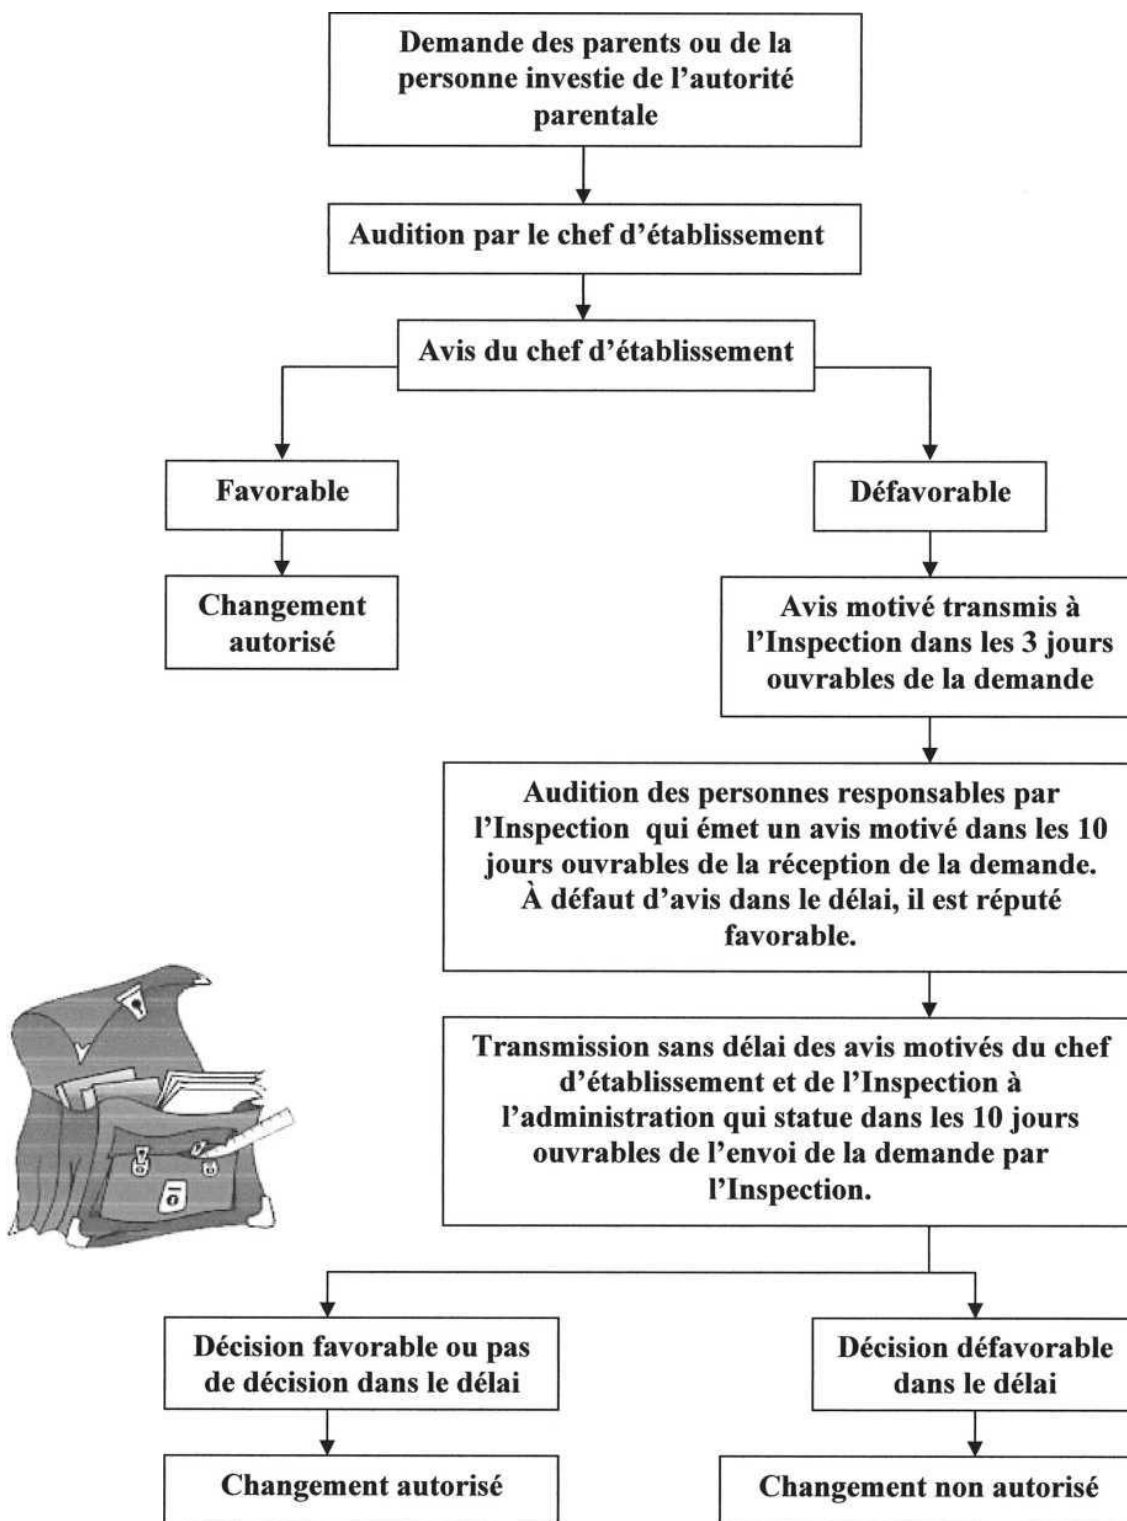 Demande des parents ou de la
personne investie de l'autorité
parentale
Audition par le chef d'établissement
Avis du chef d'établissement
Favorable
Défavorable
Changement
autorisé
Avis motivé transmis à
l'Inspection dans les 3 jours
ouvrables de la demande
Audition des personnes responsables par
l'Inspection qui émet un avis motivé dans les 10
jours ouvrables de la réception de la demande.
À défaut d'avis dans le délai, il est réputé
favorable.
Transmission sans délai des avis motivés du chef
d'établissement et de l'Inspection à
l'administration qui statue dans les 10 jours
ouvrables de l'envoi de la demande par
l'Inspection.
Décision favorable ou pas
de décision dans le délai
Décision défavorable
dans le délai
Changement autorisé
Changement non autorisé